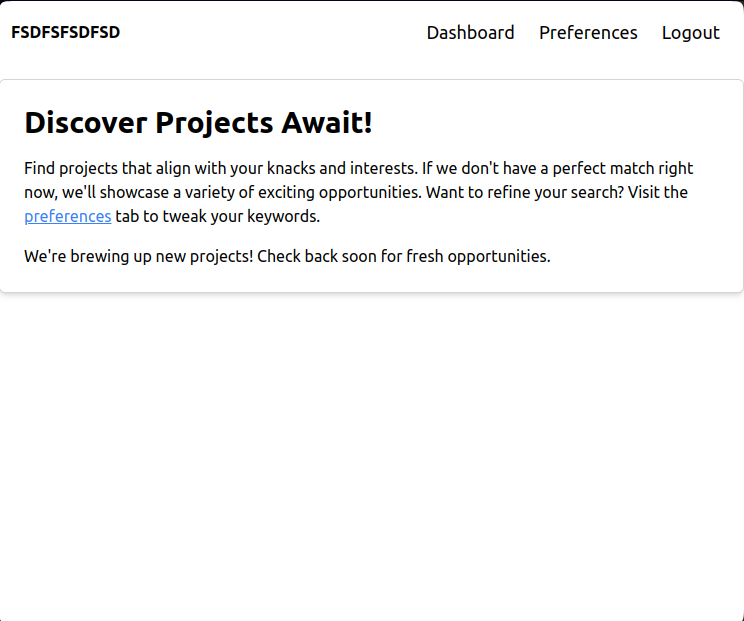 FSDFSFSDFSD
Dashboard Preferences Logout
Discover Projects Await!
Find projects that align with your knacks and interests. If we don't have a perfect match right
now, we'll showcase a variety of exciting opportunities. Want to refine your search? Visit the
preferences tab to tweak your keywords.
We're brewing up new projects! Check back soon for fresh opportunities.